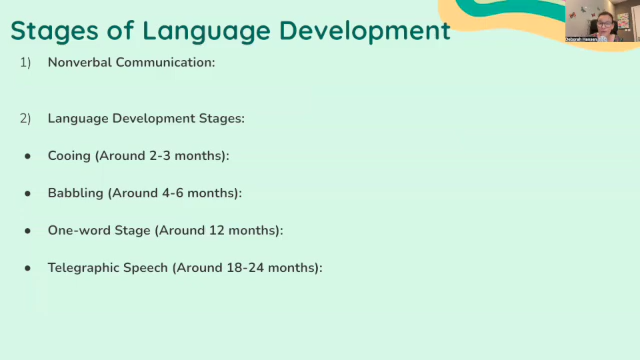 Stages of Language Development
1) Nonverbal Communication:
2) Language Development Stages:
● Cooing (Around 2-3 months):
● Babbling (Around 4-6 months):
● One-word Stage (Around 12 months):
● Telegraphic Speech (Around 18-24 months):